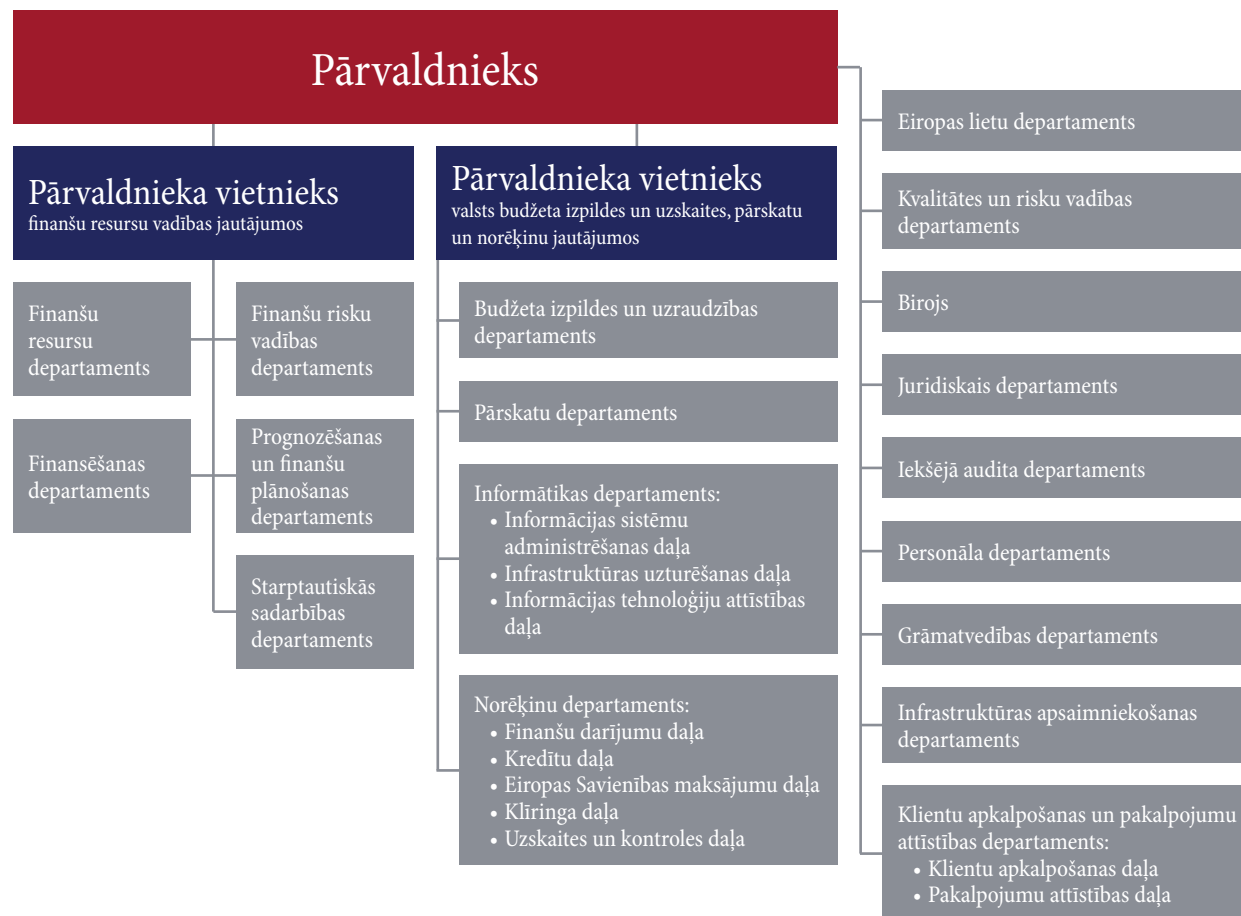 Pārvaldnieks
Pārvaldnieka vietnieks
finanšu resursu vadības jautājumos
Finanšu
resursu
departaments
Finanšu risku
vadības
departaments
Finansēšanas
departaments
Prognozēšanas
un finanšu
plānošanas
departaments
Starptautiskās
sadarbības
departaments
Pārvaldnieka vietnieks
valsts budžeta izpildes un uzskaites, pārskatu
un norēķinu jautājumos
Budžeta izpildes un uzraudzības
departaments
Pārskatu departaments
Informātikas departaments:
• Informācijas sistēmu
administrēšanas daļa
• Infrastruktūras uzturēšanas daļa
• Informācijas tehnoloģiju attīstības
daļa
Norēķinu departaments:
• Finanšu darījumu daļa
• Kredītu daļa
• Eiropas Savienības maksājumu daļa
• Klīringa daļa
• Uzskaites un kontroles daļa
Eiropas lietu departaments
Kvalitātes un risku vadības
departaments
Birojs
Juridiskais departaments
Iekšējā audita departaments
Personāla departaments
Grāmatvedības departaments
Infrastruktūras apsaimniekošanas
departaments
Klientu apkalpošanas un pakalpojumu
attīstības departaments:
• Klientu apkalpošanas daļa
• Pakalpojumu attīstības daļa